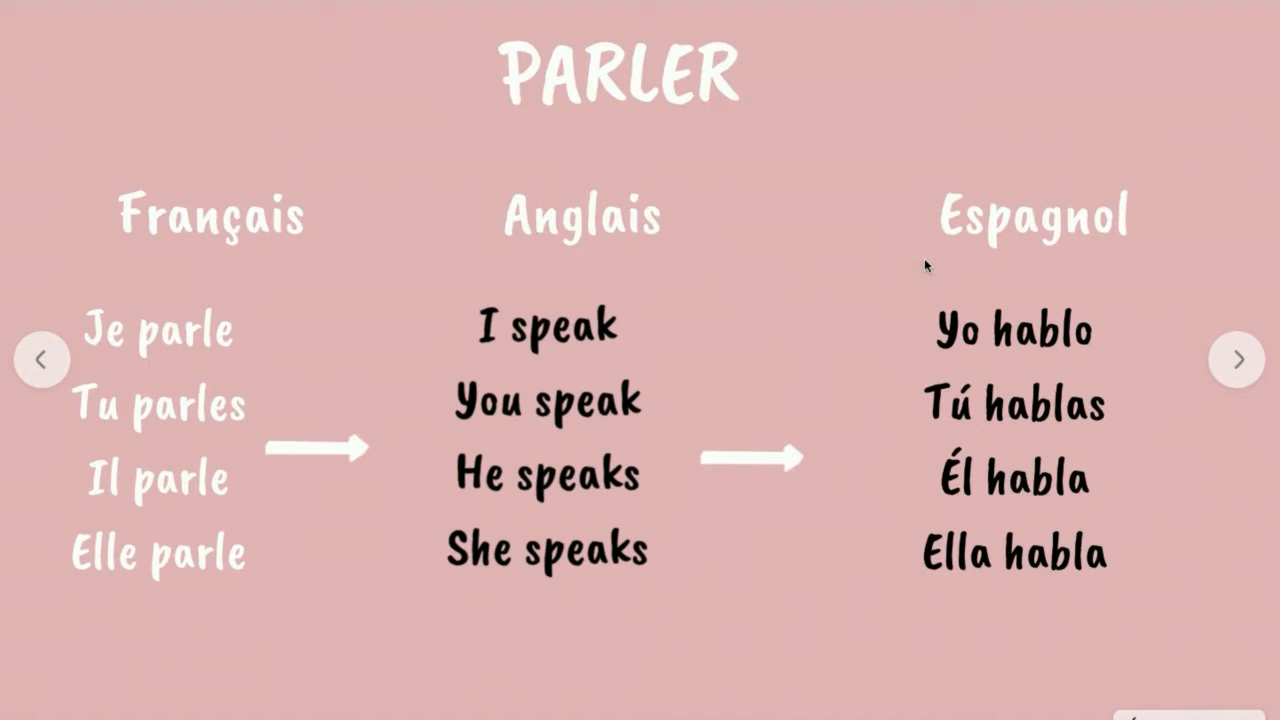 PARLER
Français
Anglais
Espagnol
Je parle
Tu parles
Il parle
Elle parle
I speak
You speak
He speaks
She speaks
Yo hablo
Tú hablas
Él habla
Ella habla